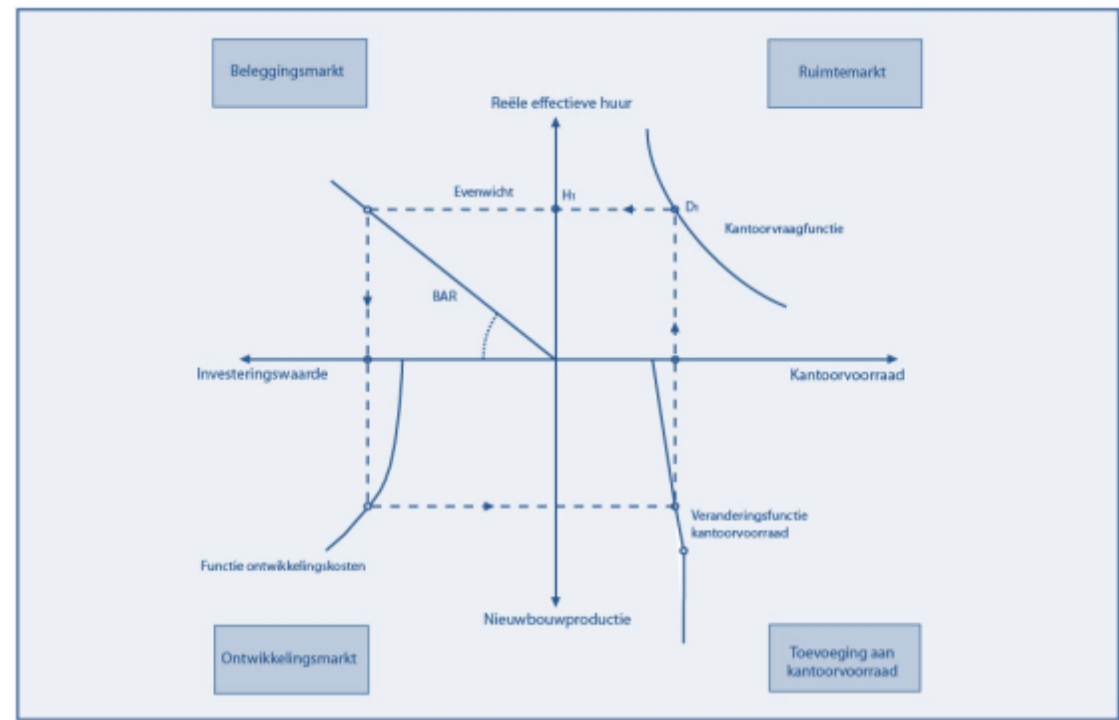 Beleggingsmarkt
Ruimtemarkt
Reële effectieve huur
Evenwicht
H1
D1
Kantoorvraagfunctie
BAR
Investeringswaarde
Kantoorvoorraad
Veranderingsfunctie
kantoorvoorraad
Functie ontwikkelingskosten
Nieuwbouwproductie
Ontwikkelingsmarkt
Toevoeging aan
kantoorvoorraad